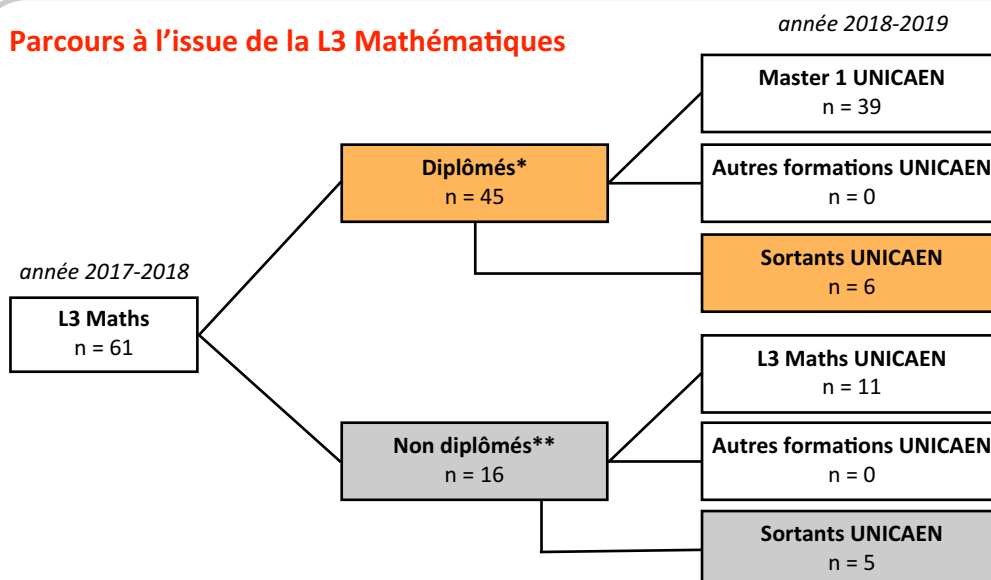 Parcours à l'issue de la L3 Mathématiques
année 2018-2019
Master 1 UNICAEN
n = 39
Diplômés*
n = 45
Autres formations UNICAEN
n = 0
Sortants UNICAEN
n = 6
année 2017-2018
L3 Maths
n = 61
L3 Maths UNICAEN
n = 11
Non diplômés**
n = 16
Autres formations UNICAEN
n = 0
Sortants UNICAEN
n = 5